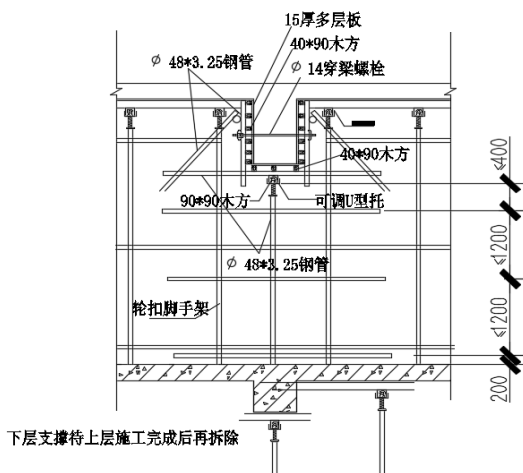 15厚多层板
40*90木方
∅ 48*3.25钢管
∅ 14穿梁螺栓
40*90木方
≤400
90*90木方
可调U型托
≤1200
∅ 48*3.25钢管
轮扣脚手架
≤1200
200
下层支撑待上层施工完成后再拆除